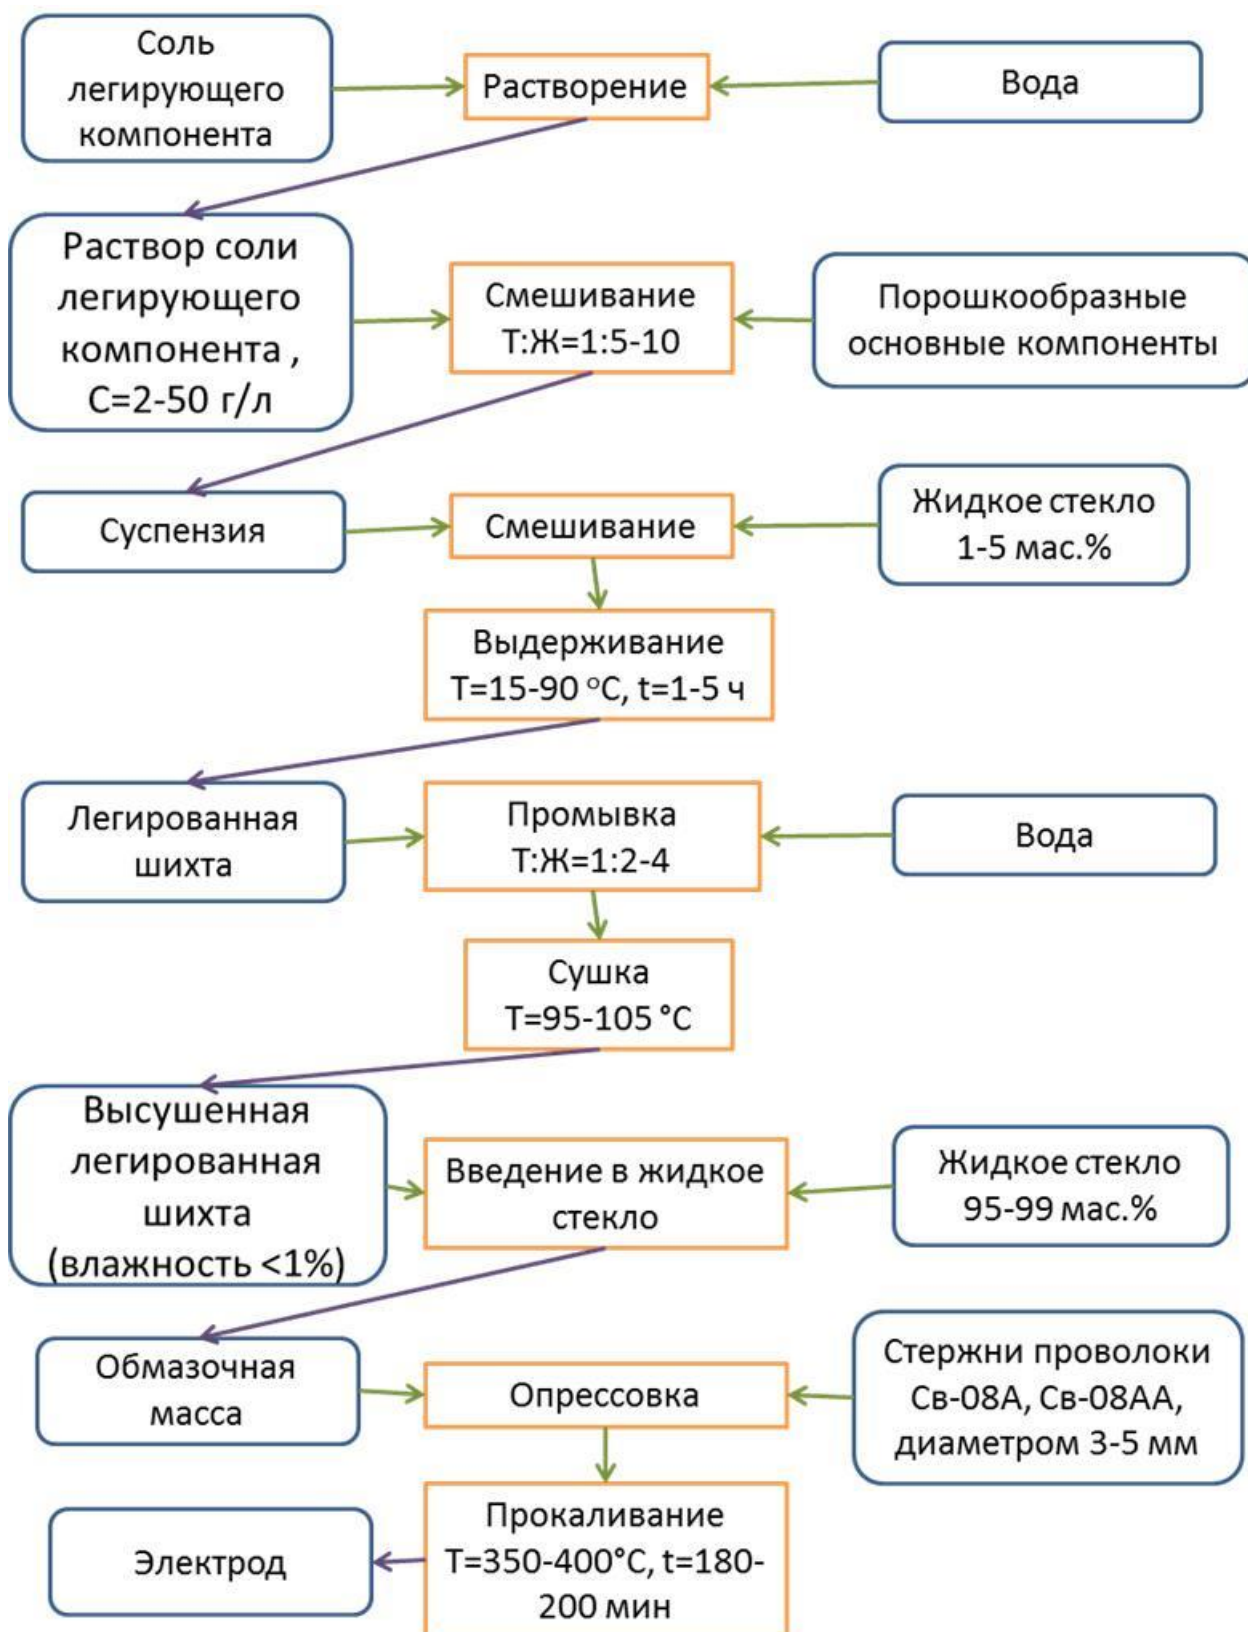 Соль
легирующего
компонента
Растворение
Вода
Раствор соли
легирующего
компонента ,
С=2-50 г/л
Смешивание
Т:Ж=1:5-10
Порошкообразные
основные компоненты
Суспензия
Смешивание
Жидкое стекло
1-5 мас.%
Выдерживание
Т=15-90 °С, t=1-5 ч
Легированная
шихта
Промывка
Т:Ж=1:2-4
Вода
Сушка
Т=95-105 °С
Высушенная
легированная
шихта
(влажность <1%)
Введение в жидкое
стекло
Жидкое стекло
95-99 мас.%
Обмазочная
масса
Опрессовка
Стержни проволоки
Св-08А, Св-08АА,
диаметром 3-5 мм
Прокаливание
Т=350-400°С, t=180-
200 мин
Электрод